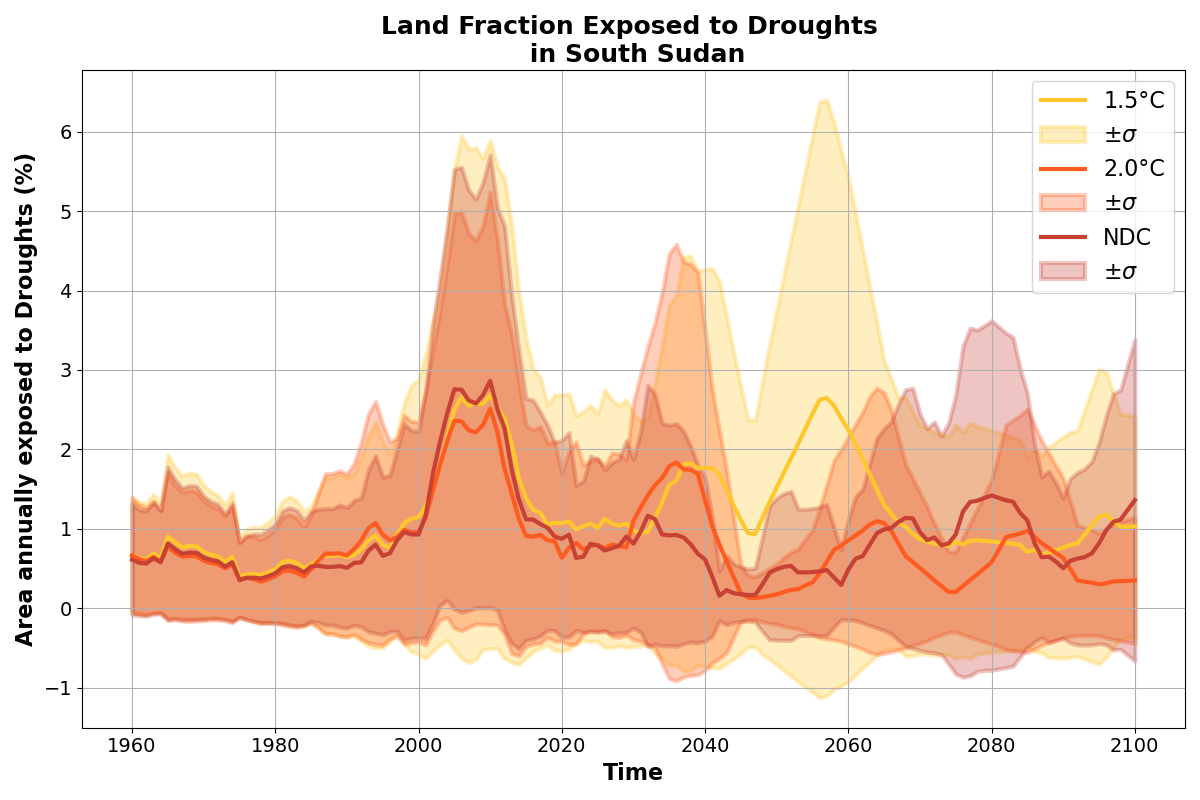 Land Fraction Exposed to Droughts
in South Sudan
Area annually exposed to Droughts (%)
6
5
4
3
2
1
0
−1
1960 1980 2000 2020 2040 2060 2080 2100
Time
1.5°C
±σ
2.0°C
±σ
NDC
±σ